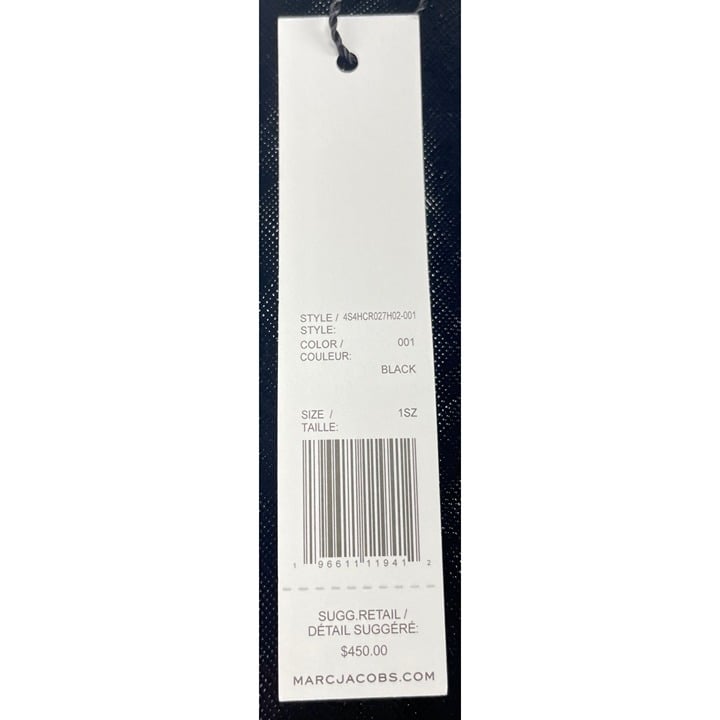 STYLE / 4S4HCR027H02-001
STYLE:
COLOR / 001
COULEUR:
BLACK
SIZE / 1SZ
TAILLE:
1 96611 11941 2
SUGG.RETAIL /
DÉTAIL SUGGÉRÉ:
$450.00
MARCJACOBS.COM